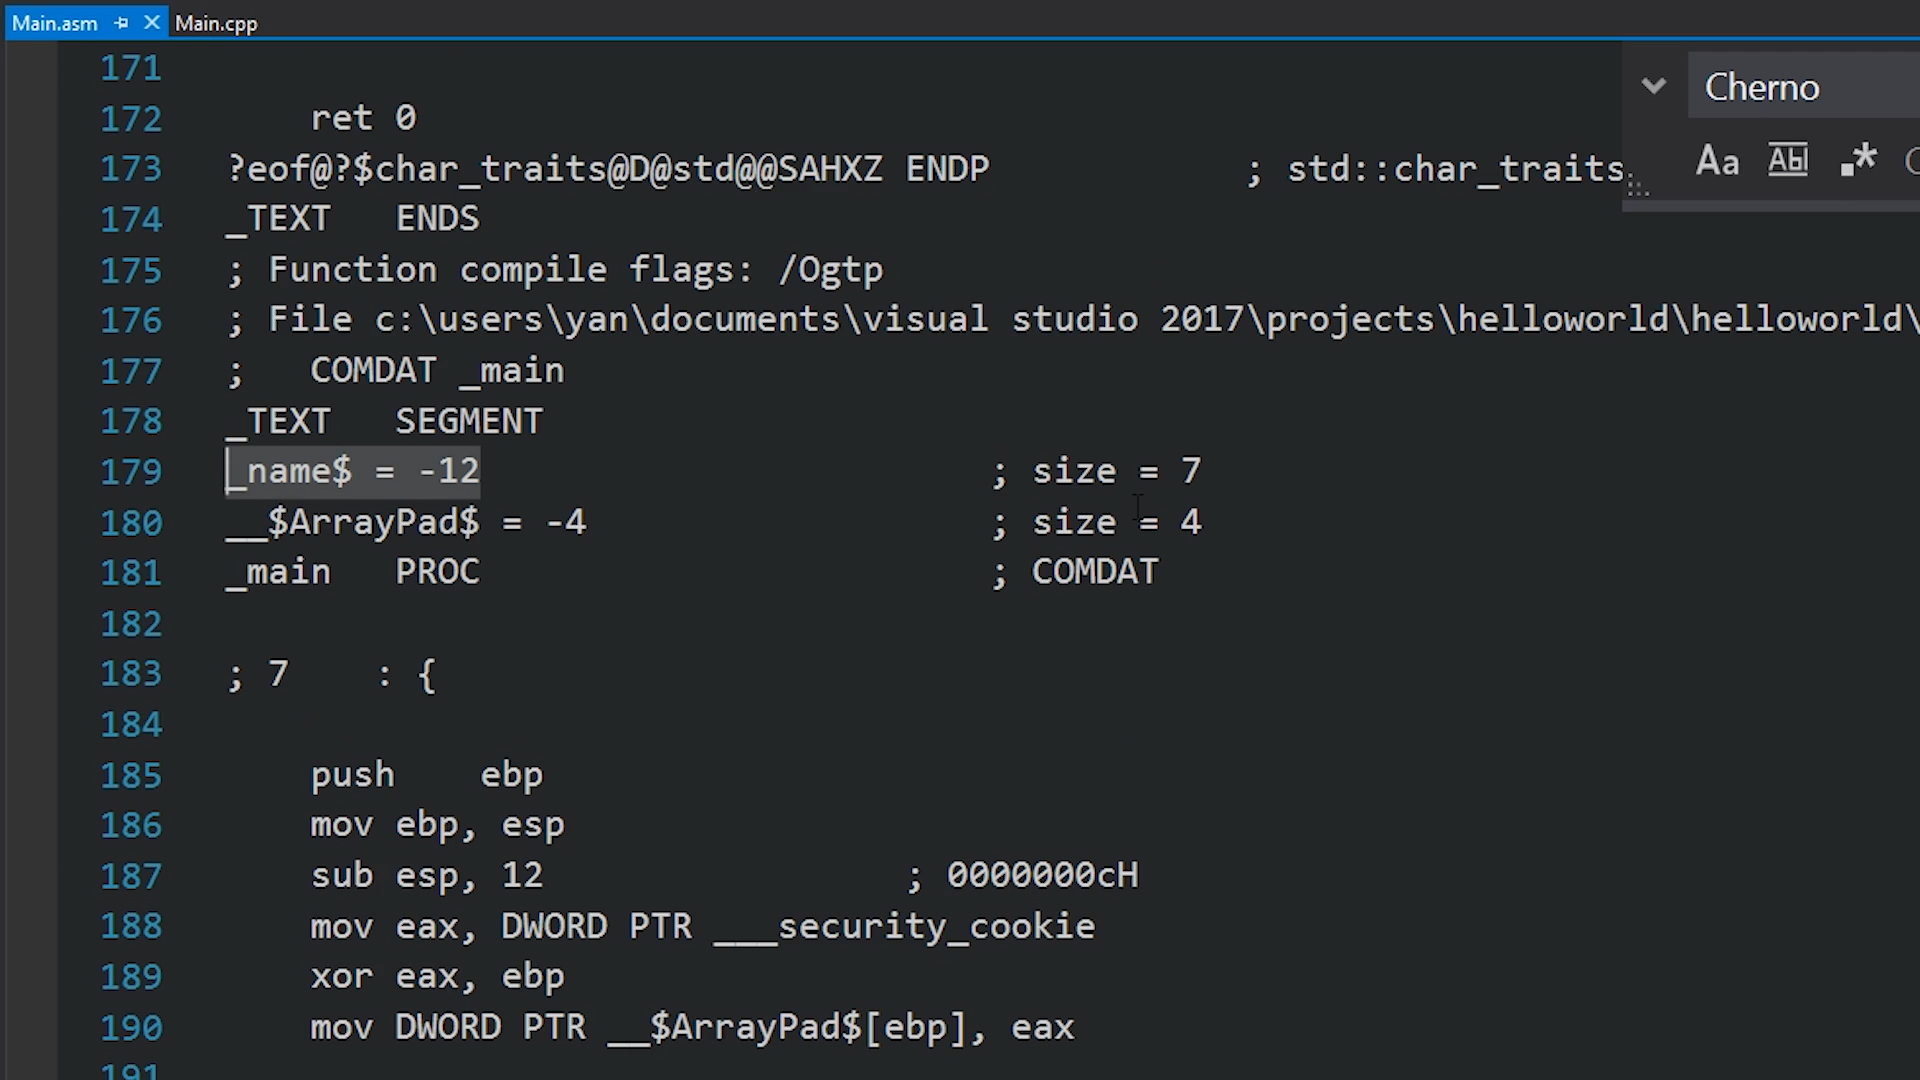 Main.asm Main.cpp
Cherno
Aa Abl .*
171
172 ret 0
173 ?eof@?$char_traits@D@std@@SAHXZ ENDP ; std::char_traits
174 _TEXT ENDS
175 ; Function compile flags: /Ogtp
176 ; File c:\users\yan\documents\visual studio 2017\projects\helloworld\helloworld\
177 ; COMDAT _main
178 _TEXT SEGMENT
179 _name$ = -12 ; size = 7
180 __$ArrayPad$ = -4 ; size = 4
181 _main PROC ; COMDAT
182
183 ; 7 : {
184
185 push ebp
186 mov ebp, esp
187 sub esp, 12 ; 0000000cH
188 mov eax, DWORD PTR ___security_cookie
189 xor eax, ebp
190 mov DWORD PTR __$ArrayPad$[ebp], eax
191